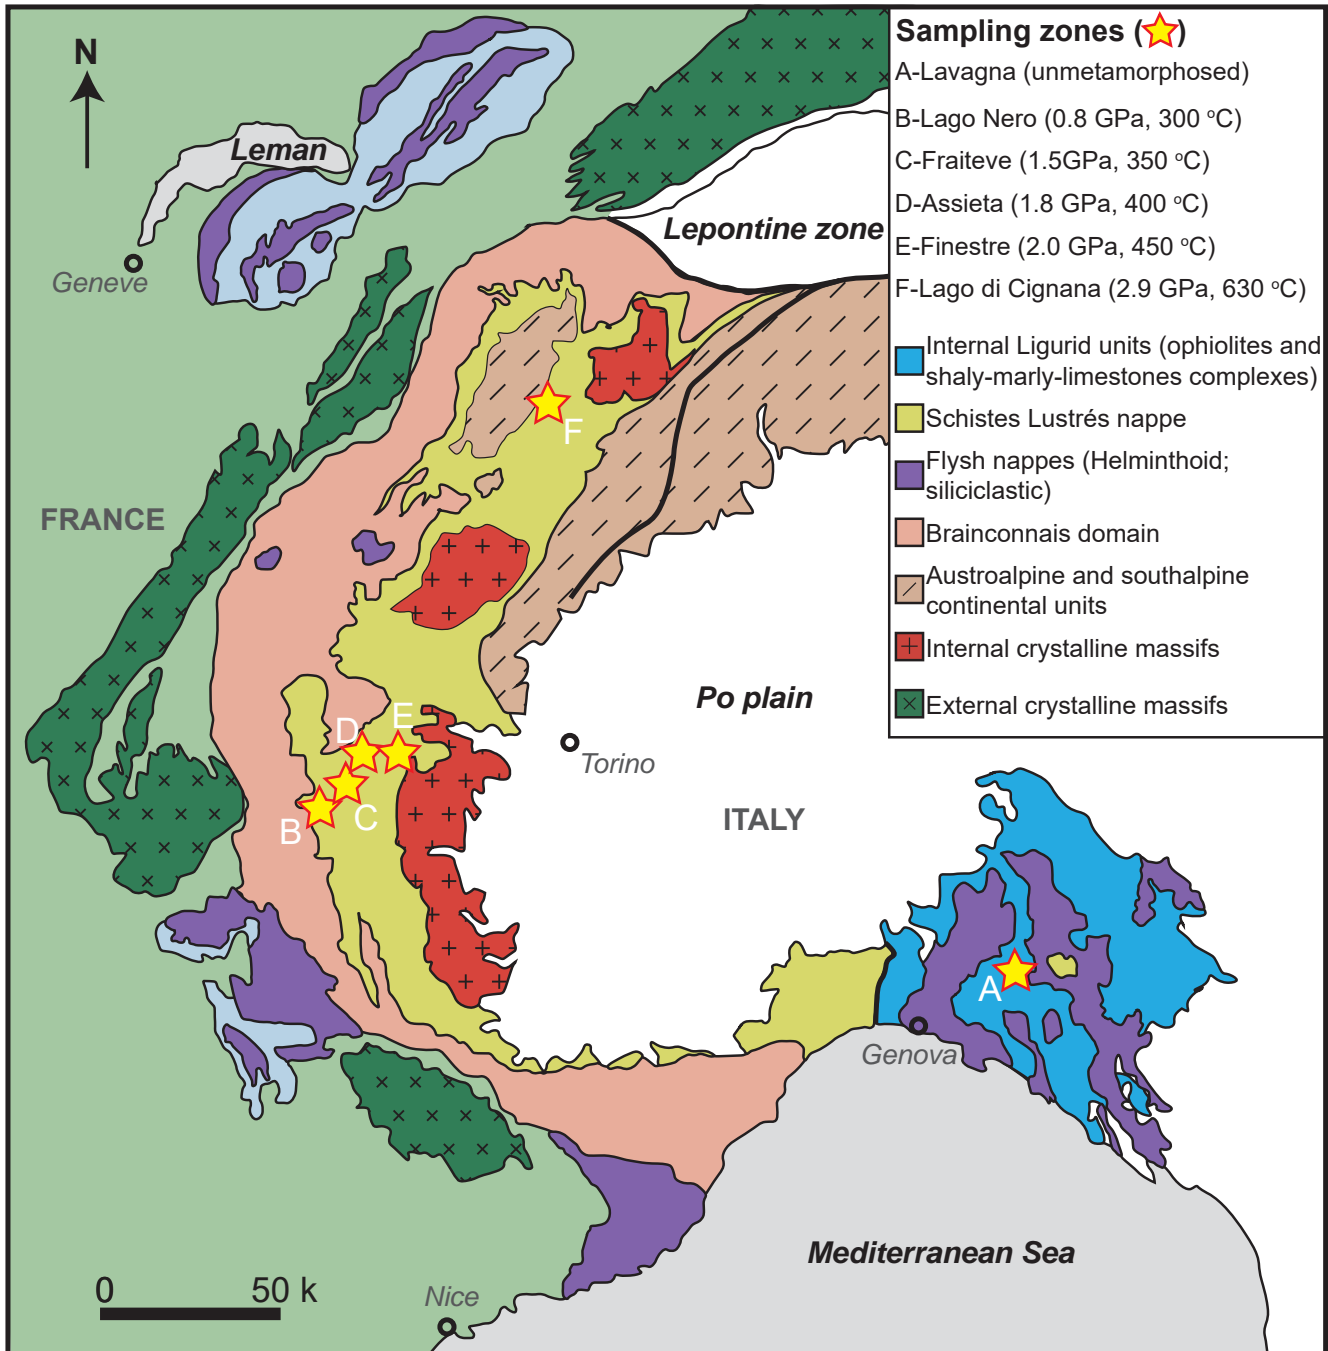 Sampling zones ( )
A-Lavagna (unmetamorphosed)
B-Lago Nero (0.8 GPa, 300 °C)
C-Fraiteve (1.5GPa, 350 °C)
D-Assieta (1.8 GPa, 400 °C)
E-Finestre (2.0 GPa, 450 °C)
F-Lago di Cignana (2.9 GPa, 630 °C)
Internal Ligurid units (ophiolites and
shaly-marly-limestones complexes)
Schistes Lustrés nappe
Flysh nappes (Helminthoid;
siliciclastic)
Brainconnais domain
Austroalpine and southalpine
continental units
Internal crystalline massifs
External crystalline massifs
N
Leman
Lepontine zone
Geneve
F
FRANCE
Po plain
D
E
Torino
C
B
ITALY
A
Genova
Mediterranean Sea
0
50 k
Nice